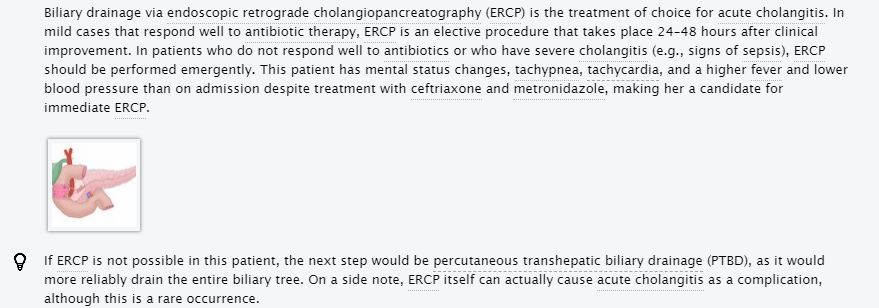 Biliary drainage via endoscopic retrograde cholangiopancreatography (ERCP) is the treatment of choice for acute cholangitis. In
mild cases that respond well to antibiotic therapy, ERCP is an elective procedure that takes place 24–48 hours after clinical
improvement. In patients who do not respond well to antibiotics or who have severe cholangitis (e.g., signs of sepsis), ERCP
should be performed emergently. This patient has mental status changes, tachypnea, tachycardia, and a higher fever and lower
blood pressure than on admission despite treatment with ceftriaxone and metronidazole, making her a candidate for
immediate ERCP.
If ERCP is not possible in this patient, the next step would be percutaneous transhepatic biliary drainage (PTBD), as it would
more reliably drain the entire biliary tree. On a side note, ERCP itself can actually cause acute cholangitis as a complication,
although this is a rare occurrence.